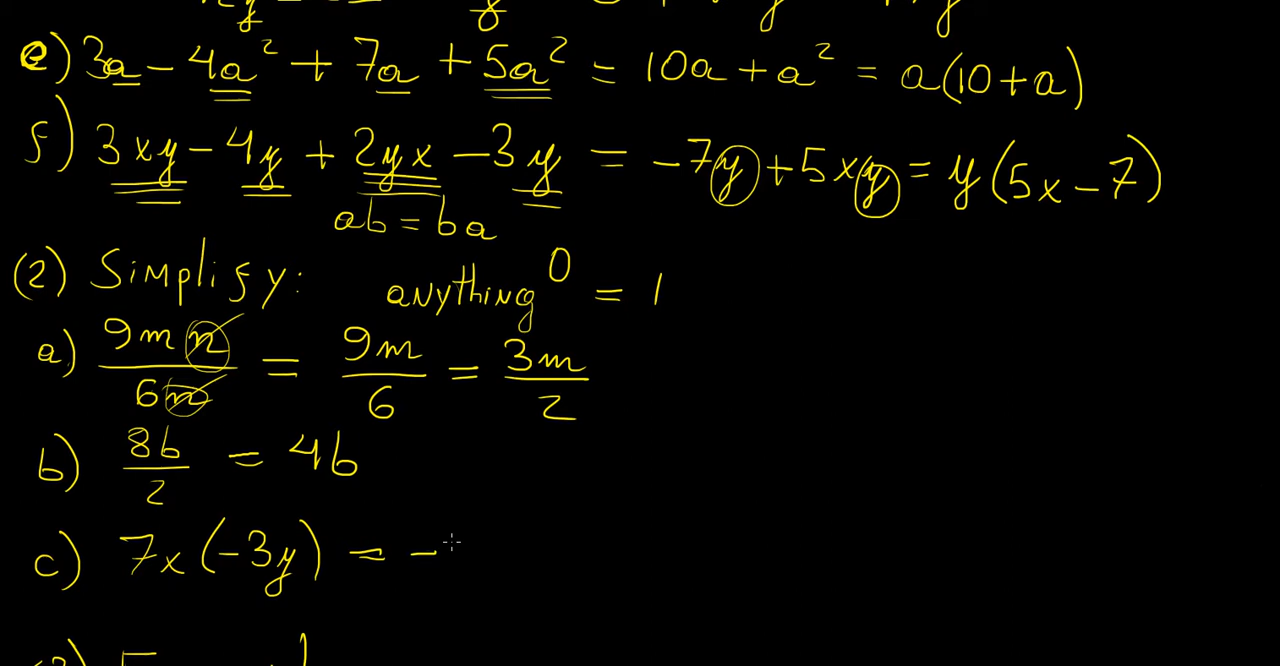 e) 3a - 4a² + 7a + 5a² = 10a + a² = a(10 + a)
f) 3xy - 4y + 2yx - 3y = -7y + 5xy = y(5x - 7)
ab = ba
(2) Simplify: anything⁰ = 1
a) 9mn/6n = 9m/6 = 3m/2
b) 8b/2 = 4b
c) 7x(-3y) = -